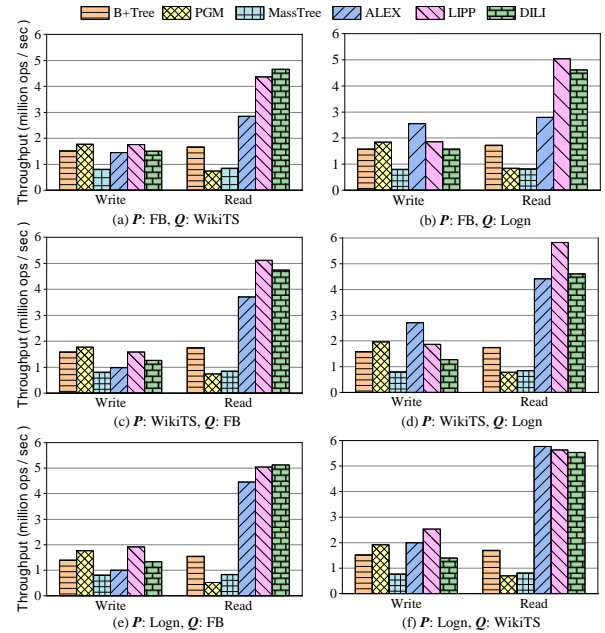 B+Tree PGM MassTree ALEX LIPP DILI
Throughput (million ops / sec)
6
5
4
3
2
1
0
Write Read
(a) P: FB, Q: WikiTS
6
5
4
3
2
1
0
Write Read
(b) P: FB, Q: Logn
Throughput (million ops / sec)
6
5
4
3
2
1
0
Write Read
(c) P: WikiTS, Q: FB
6
5
4
3
2
1
0
Write Read
(d) P: WikiTS, Q: Logn
Throughput (million ops / sec)
6
5
4
3
2
1
0
Write Read
(e) P: Logn, Q: FB
6
5
4
3
2
1
0
Write Read
(f) P: Logn, Q: WikiTS